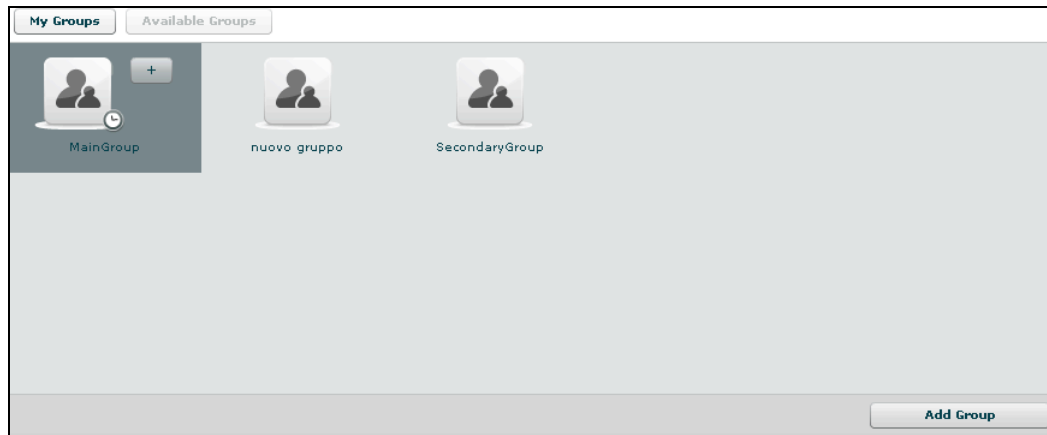 My Groups
Available Groups
+
MainGroup
nuovo gruppo
SecondaryGroup
Add Group